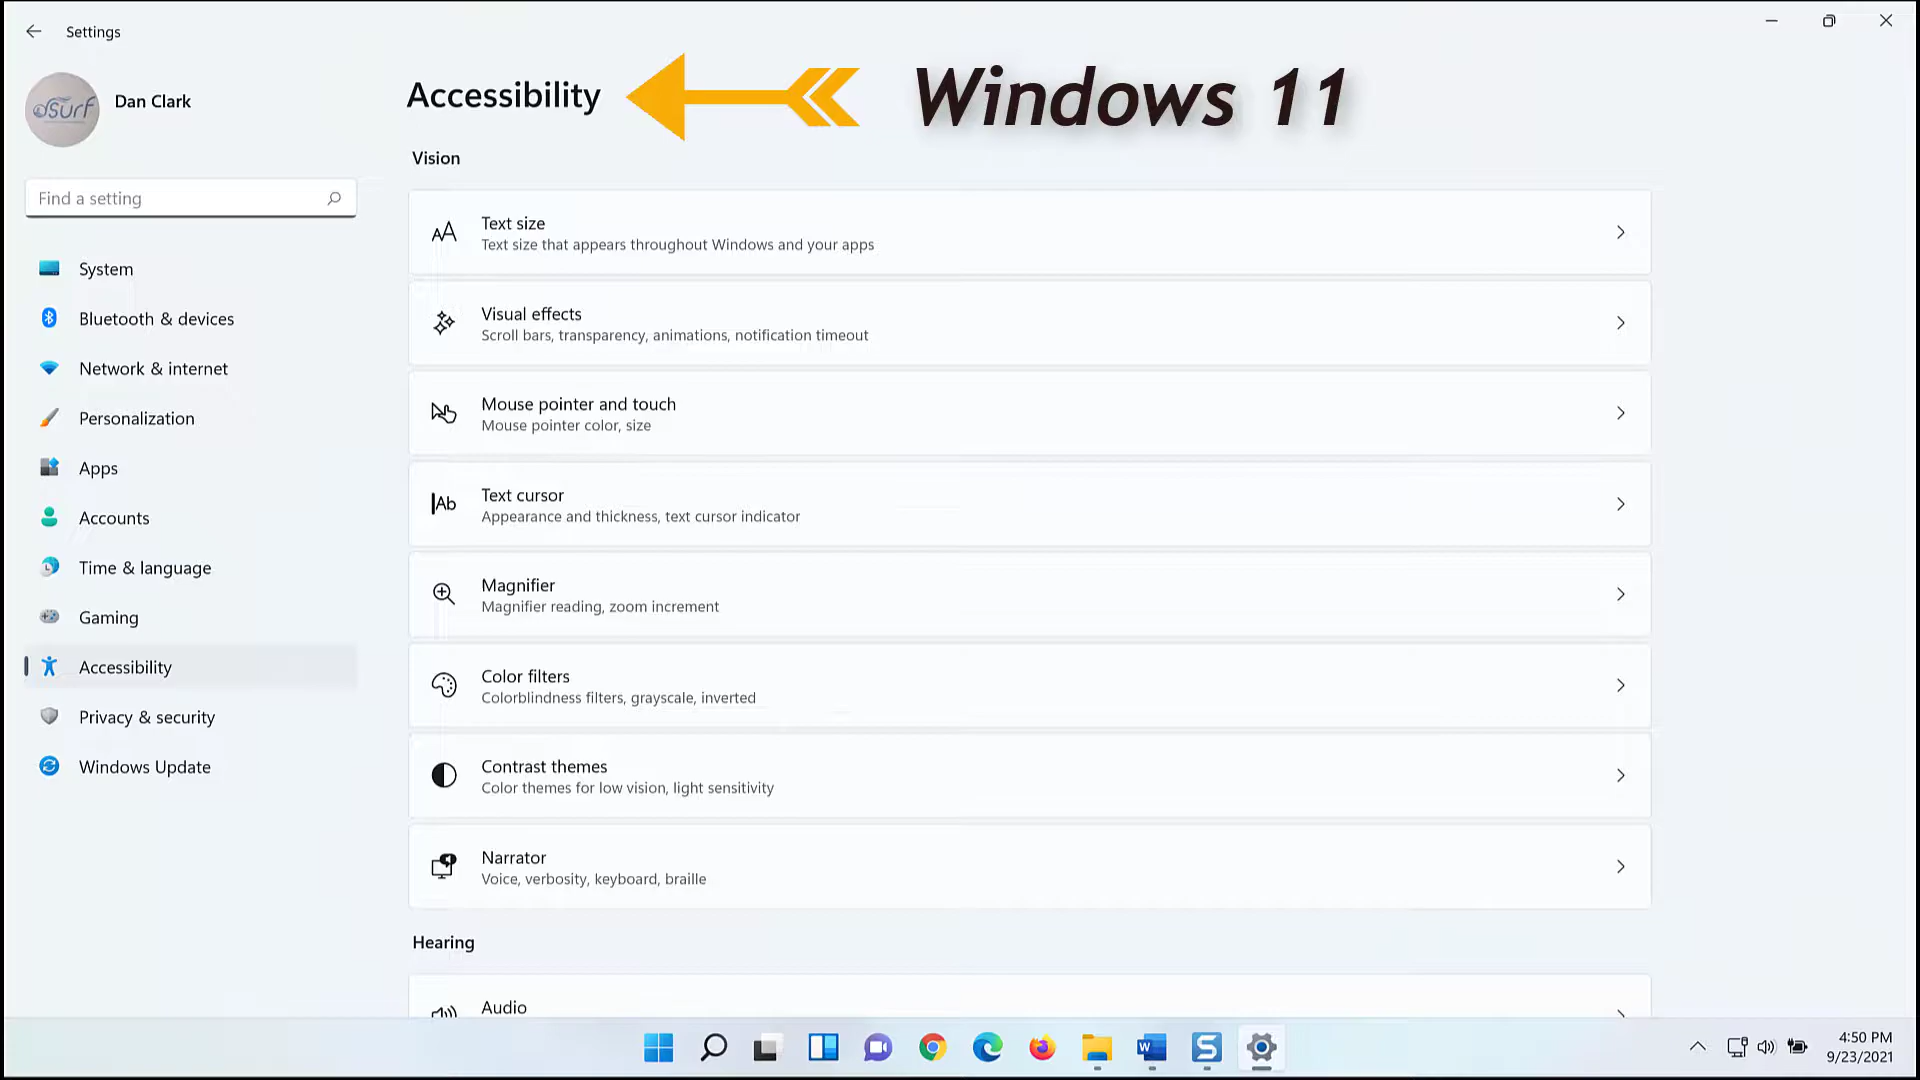 Settings
Dan Clark
dSurf
Find a setting
System
Bluetooth & devices
Network & internet
Personalization
Apps
Accounts
Time & language
Gaming
Accessibility
Privacy & security
Windows Update
Accessibility
Windows 11
Vision
Text size
Text size that appears throughout Windows and your apps
Visual effects
Scroll bars, transparency, animations, notification timeout
Mouse pointer and touch
Mouse pointer color, size
Ab
Text cursor
Appearance and thickness, text cursor indicator
Magnifier
Magnifier reading, zoom increment
Color filters
Colorblindness filters, grayscale, inverted
Contrast themes
Color themes for low vision, light sensitivity
Narrator
Voice, verbosity, keyboard, braille
Hearing
Audio
4:50 PM
9/23/2021